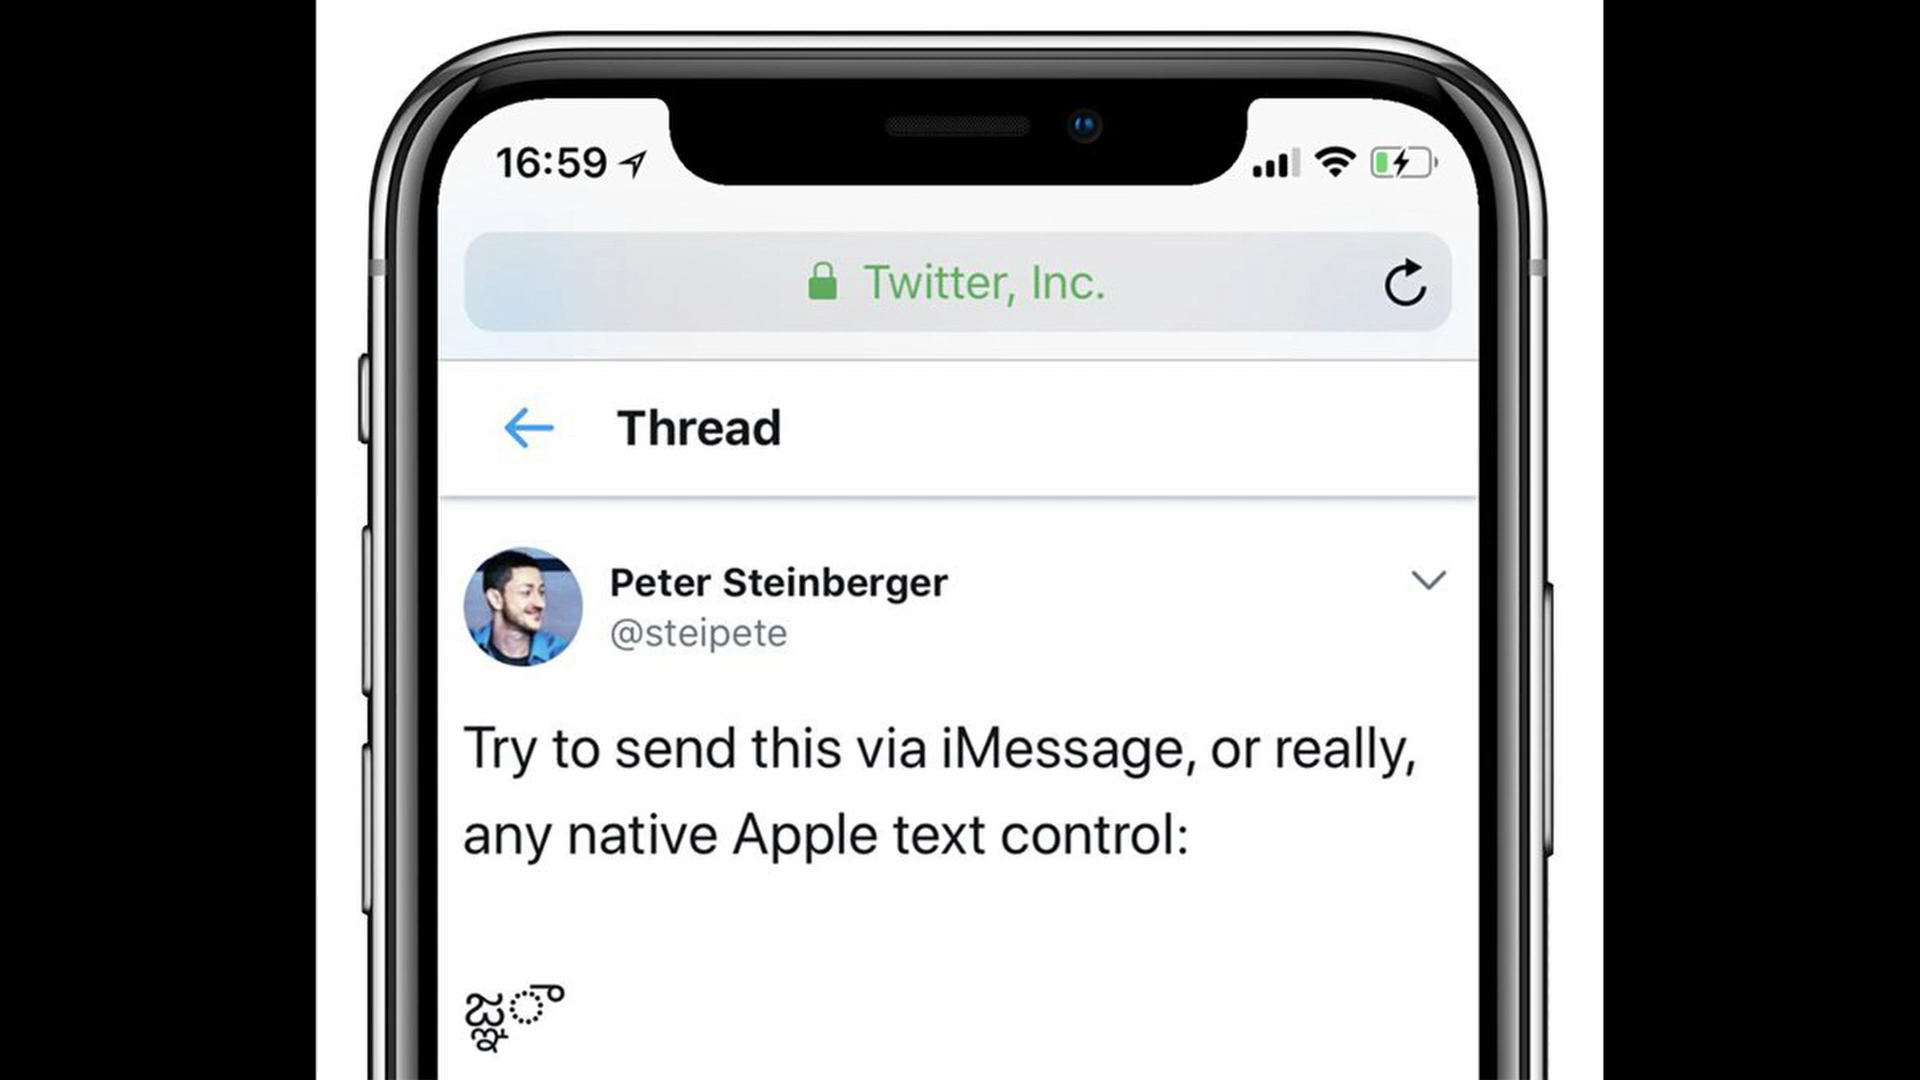 16:59
Twitter, Inc.
Thread
Peter Steinberger
@steipete
Try to send this via iMessage, or really,
any native Apple text control:
జ్ఞ‌ా